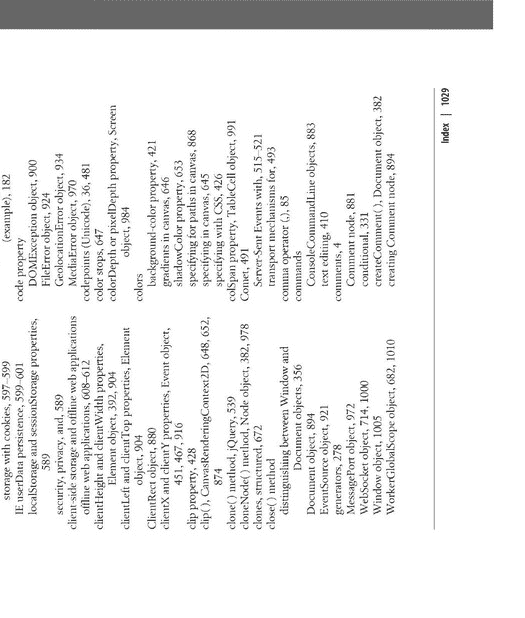 storage with cookies, 597–599
IE userData persistence, 599–601
localStorage and sessionStorage properties,
589
security, privacy, and, 589
client-side storage and offline web applications
offline web applications, 608–612
clientHeight and clientWidth properties,
Element object, 392, 904
clientLeft and clientTop properties, Element
object, 904
ClientRect object, 880
clientX and clientY properties, Event object,
451, 467, 916
clip property, 428
clip(), CanvasRenderingContext2D, 648, 652,
874
clone() method, jQuery, 539
cloneNode() method, Node object, 382, 978
clones, structured, 672
close() method
distinguishing between Window and
Document objects, 356
Document object, 894
EventSource object, 921
generators, 278
MessagePort object, 972
WebSocket object, 714, 1000
Window object, 1005
WorkerGlobalScope object, 682, 1010
(example), 182
code property
DOMException object, 900
FileError object, 924
GeolocationError object, 934
MediaError object, 970
codepoints (Unicode), 36, 481
color stops, 647
colorDepth or pixelDepth property, Screen
object, 984
colors
background-color property, 421
gradients in canvas, 646
shadowColor property, 653
specifying for paths in canvas, 868
specifying in canvas, 645
specifying with CSS, 426
colSpan property, TableCell object, 991
Comet, 491
Server-Sent Events with, 515–521
transport mechanisms for, 493
comma operator (,), 85
commands
ConsoleCommandLine objects, 883
text editing, 410
comments, 4
Comment node, 881
conditional, 331
createComment(), Document object, 382
creating Comment node, 894
Index | 1029